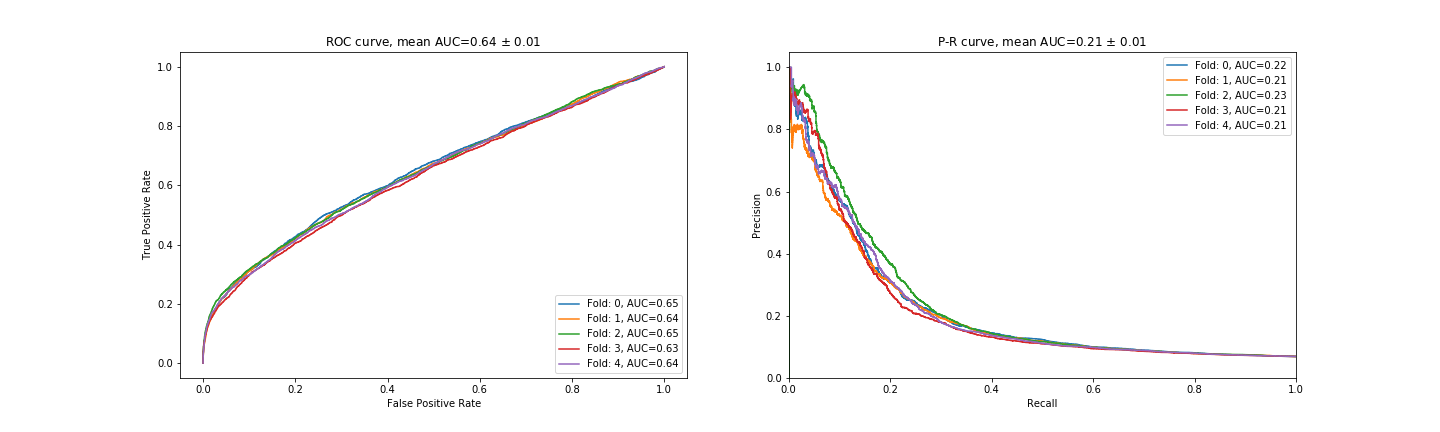 ROC curve, mean AUC=0.64 ± 0.01
True Positive Rate
1.0
0.8
0.6
0.4
0.2
0.0
Fold: 0, AUC=0.65
Fold: 1, AUC=0.64
Fold: 2, AUC=0.65
Fold: 3, AUC=0.63
Fold: 4, AUC=0.64
0.0 0.2 0.4 0.6 0.8 1.0
False Positive Rate
P-R curve, mean AUC=0.21 ± 0.01
Precision
1.0
0.8
0.6
0.4
0.2
0.0
Fold: 0, AUC=0.22
Fold: 1, AUC=0.21
Fold: 2, AUC=0.23
Fold: 3, AUC=0.21
Fold: 4, AUC=0.21
0.0 0.2 0.4 0.6 0.8 1.0
Recall